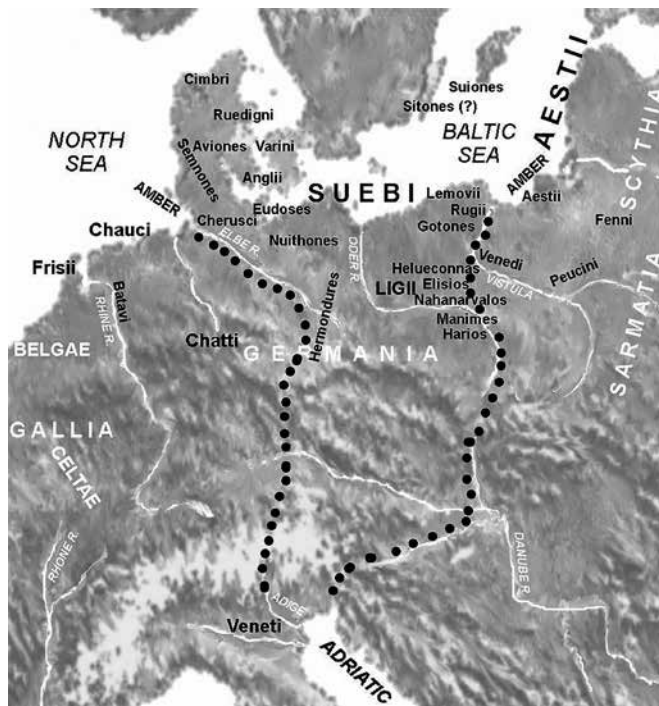 Cimbri
Suiones
Sitones (?)
Ruedigni
NORTH
SEA
BALTIC
SEA
AESTII
SCYTHIA
Aviones
Varini
Semnones
Anglii
AMBER
SUEBI
Lemovii
AMBER
Aestii
Rugii
Chauci
Cherusci
Eudoses
Gotones
Fenni
ELBE R.
Nuithones
ODER R.
Venedi
Frisii
Batavi
RHINE R.
Helueconnas
Peucini
LIGII
Elisios
VISTULA
Nahanarvalos
SARMATIA
Hermondures
Manimes
Chatti
Harios
BELGAE
GERMANIA
GALLIA
CELTAE
RHONE R.
DANUBE R.
ADIGE
Veneti
ADRIATIC